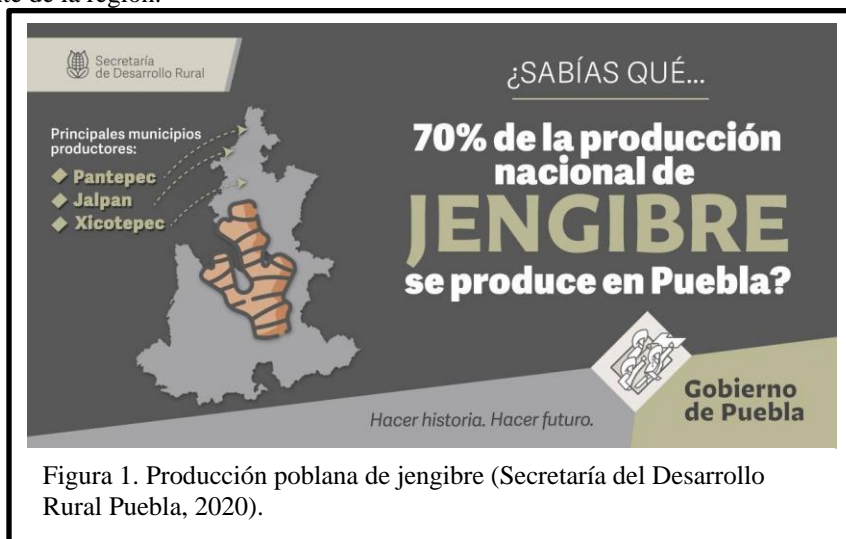 Secretaría
de Desarrollo Rural
Principales municipios
productores:
Pantepec
Jalpan
Xicotepec
¿SABÍAS QUÉ...
70% de la producción
nacional de
JENGIBRE
se produce en Puebla?
Hacer historia. Hacer futuro.
Gobierno
de Puebla
Figura 1. Producción poblana de jengibre (Secretaría del Desarrollo
Rural Puebla, 2020).